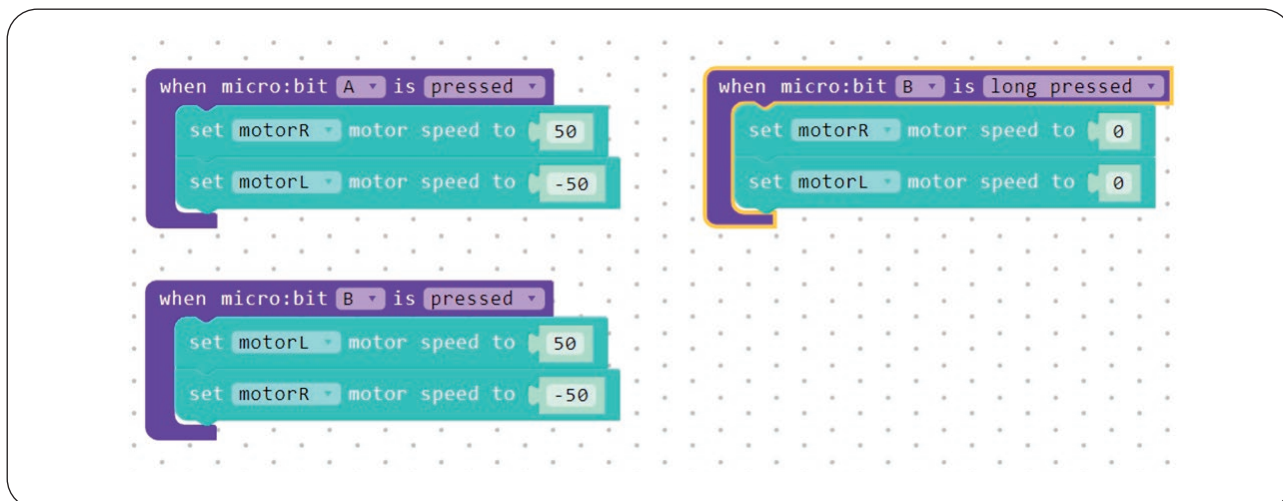 when micro:bit A is pressed
set motorR motor speed to 50
set motorL motor speed to -50
when micro:bit B is pressed
set motorL motor speed to 50
set motorR motor speed to -50
when micro:bit B is long pressed
set motorR motor speed to 0
set motorL motor speed to 0